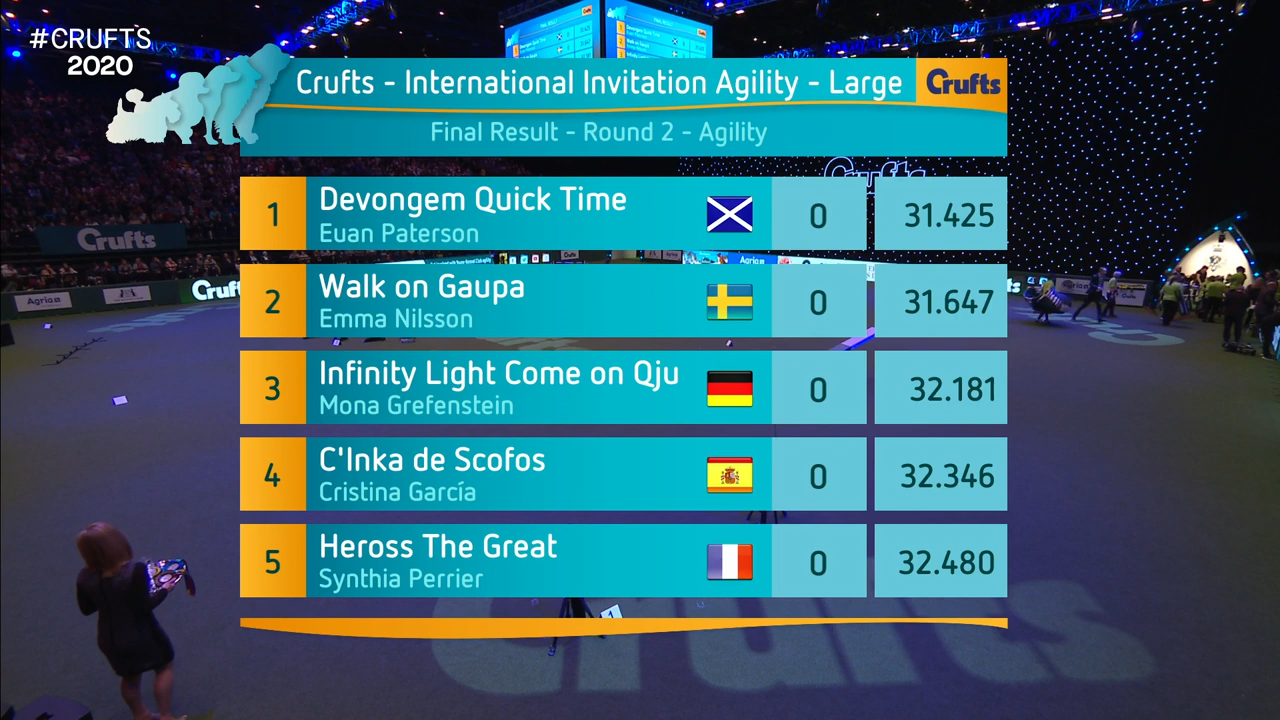 #CRUFTS
2020
Crufts - International Invitation Agility - Large
Crufts
Final Result - Round 2 - Agility
1
Devongem Quick Time
Euan Paterson
0
31.425
2
Walk on Gaupa
Emma Nilsson
0
31.647
3
Infinity Light Come on Qju
Mona Grefenstein
0
32.181
4
C'Inka de Scofos
Cristina García
0
32.346
5
Heross The Great
Synthia Perrier
0
32.480
Crufts
Crufts
Agria
Agria
Crufts